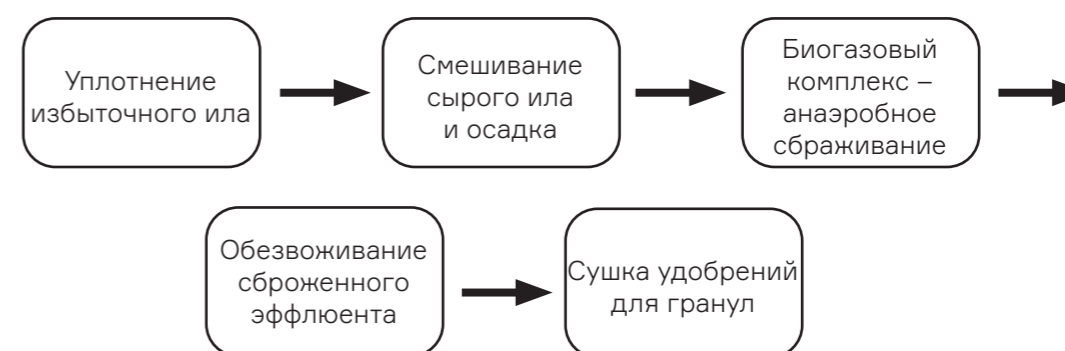 Уплотнение
избыточного ила
Смешивание
сырого ила
и осадка
Биогазовый
комплекс –
анаэробное
сбраживание
Обезвоживание
сброженного
эффлюента
Сушка удобрений
для гранул